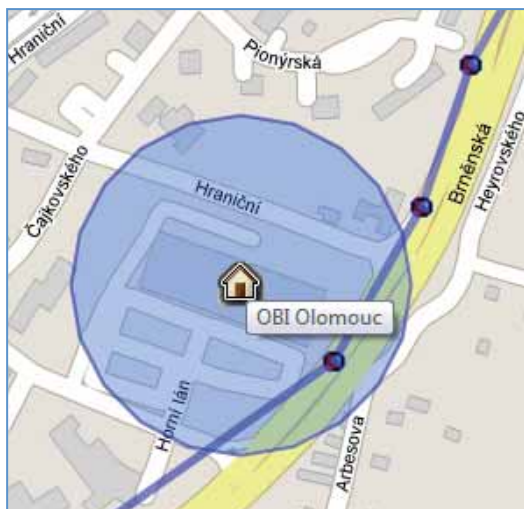 Hraniční
Pionýrská
Brněnská
Heyrovského
Čajkovského
Hraniční
OBI Olomouc
Horní lán
Arbesova